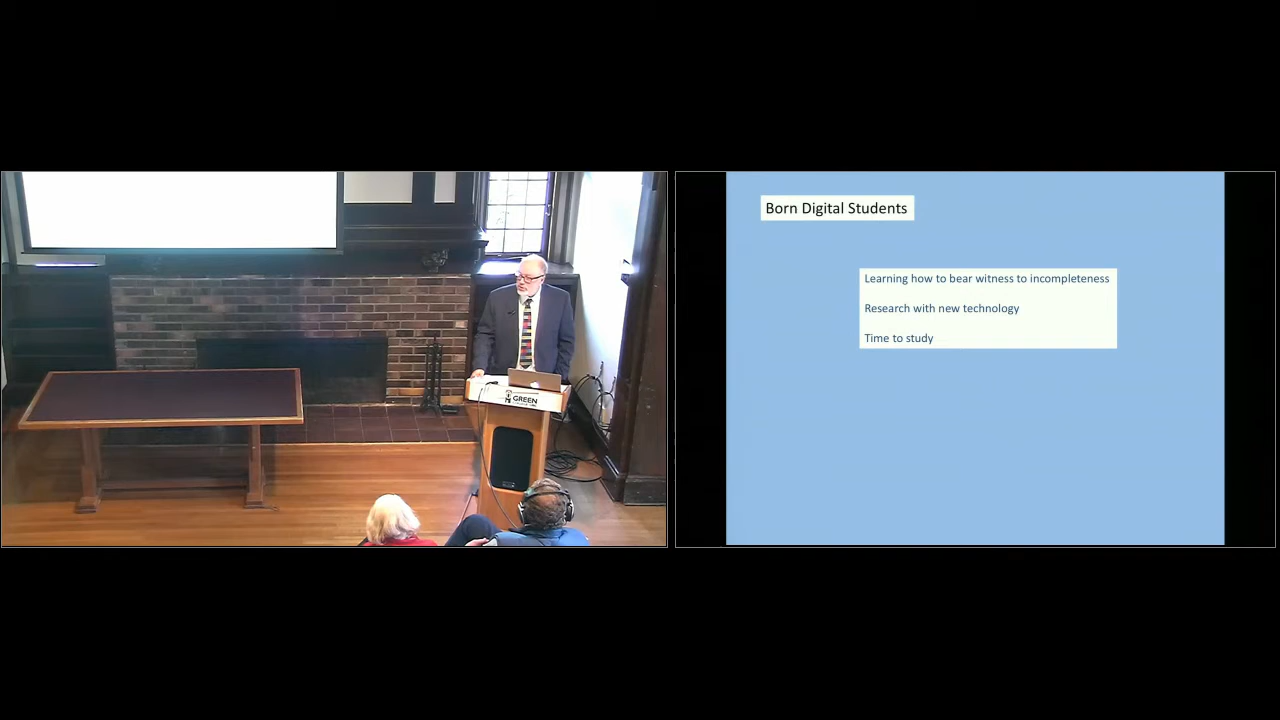 GREEN
Born Digital Students
Learning how to bear witness to incompleteness
Research with new technology
Time to study